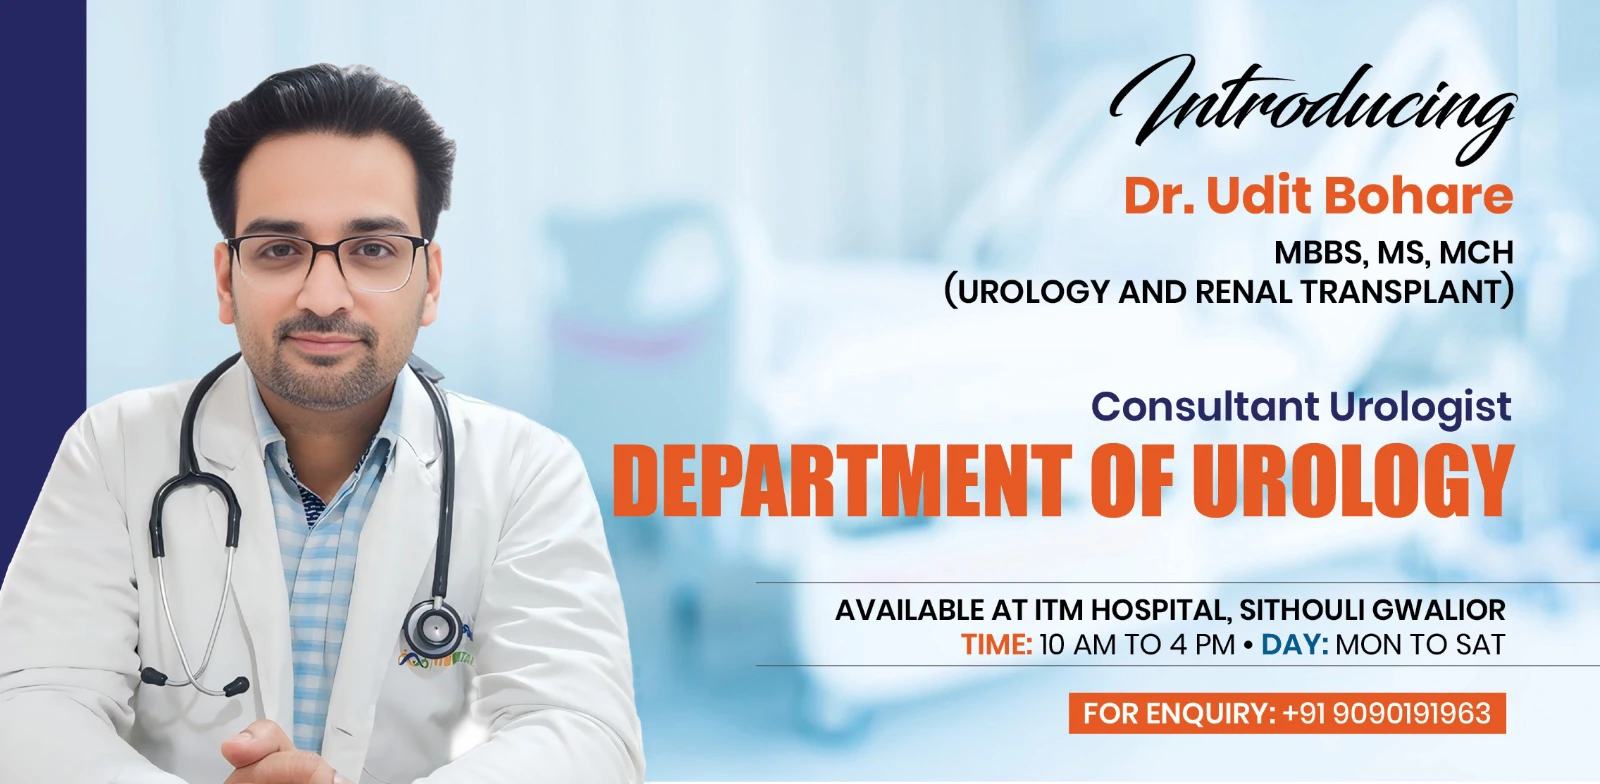 Introducing
Dr. Udit Bohare
MBBS, MS, MCH
(UROLOGY AND RENAL TRANSPLANT)
Consultant Urologist
DEPARTMENT OF UROLOGY
AVAILABLE AT ITM HOSPITAL, SITHOULI GWALIOR
TIME: 10 AM TO 4 PM • DAY: MON TO SAT
FOR ENQUIRY: +91 9090191963